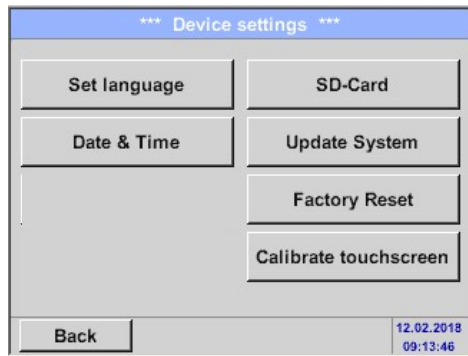 *** Device settings ***
Set language
SD-Card
Date & Time
Update System
Factory Reset
Calibrate touchscreen
Back
12.02.2018
09:13:46